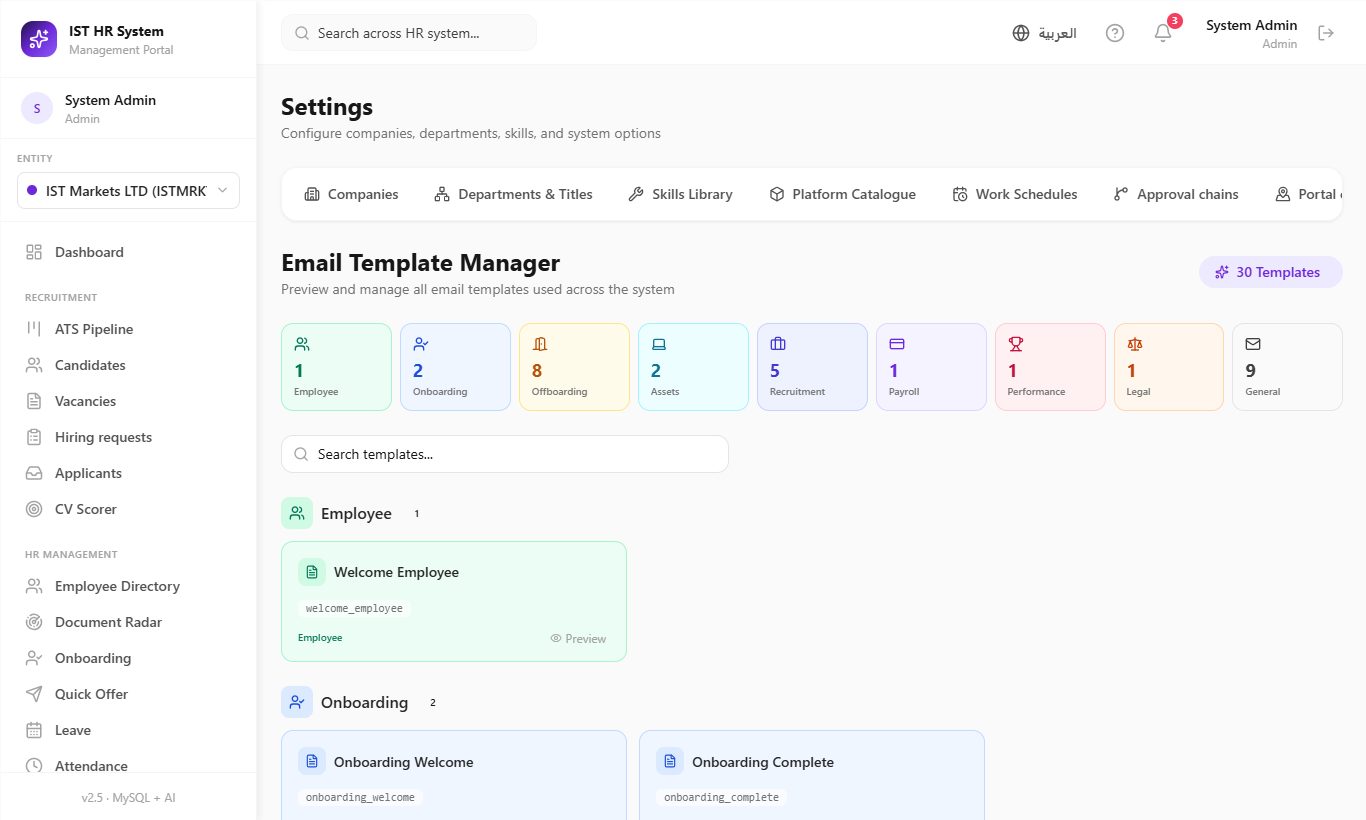 IST HR System
Management Portal
Search across HR system...
العربية
3
System Admin
Admin
S
System Admin
Admin
ENTITY
IST Markets LTD (ISTMRK
Dashboard
RECRUITMENT
ATS Pipeline
Candidates
Vacancies
Hiring requests
Applicants
CV Scorer
HR MANAGEMENT
Employee Directory
Document Radar
Onboarding
Quick Offer
Leave
Attendance
v2.5 · MySQL + AI
Settings
Configure companies, departments, skills, and system options
Companies
Departments & Titles
Skills Library
Platform Catalogue
Work Schedules
Approval chains
Portal
Email Template Manager
Preview and manage all email templates used across the system
30 Templates
1
Employee
2
Onboarding
8
Offboarding
2
Assets
5
Recruitment
1
Payroll
1
Performance
1
Legal
9
General
Search templates...
Employee 1
Welcome Employee
welcome_employee
Employee
Preview
Onboarding 2
Onboarding Welcome
onboarding_welcome
Onboarding Complete
onboarding_complete